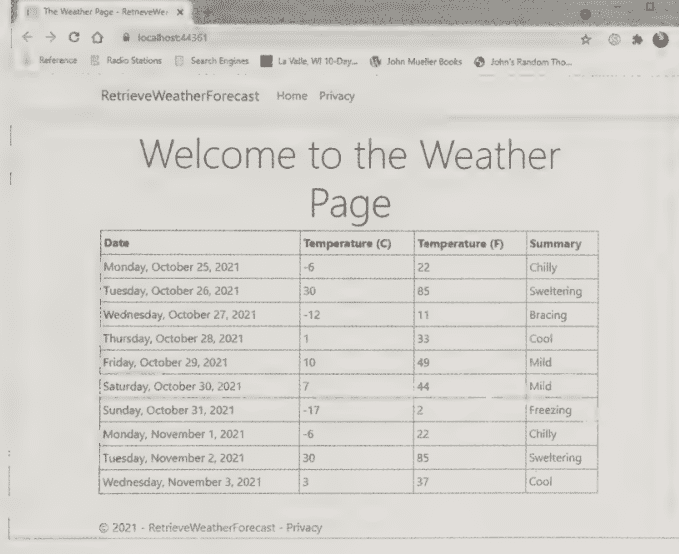 The Weather Page - RetrieveWe
localhost:44361
Reference Radio Stations Search Engines La Valle, WI 10-Day... John Mueller Books John's Random Tho...
RetrieveWeatherForecast Home Privacy
Welcome to the Weather
Page
Date Temperature (C) Temperature (F) Summary
Monday, October 25, 2021 -6 22 Chilly
Tuesday, October 26, 2021 30 85 Sweltering
Wednesday, October 27, 2021 -12 11 Bracing
Thursday, October 28, 2021 1 33 Cool
Friday, October 29, 2021 10 49 Mild
Saturday, October 30, 2021 7 44 Mild
Sunday, October 31, 2021 -17 2 Freezing
Monday, November 1, 2021 -6 22 Chilly
Tuesday, November 2, 2021 30 85 Sweltering
Wednesday, November 3, 2021 3 37 Cool
© 2021 - RetrieveWeatherForecast - Privacy